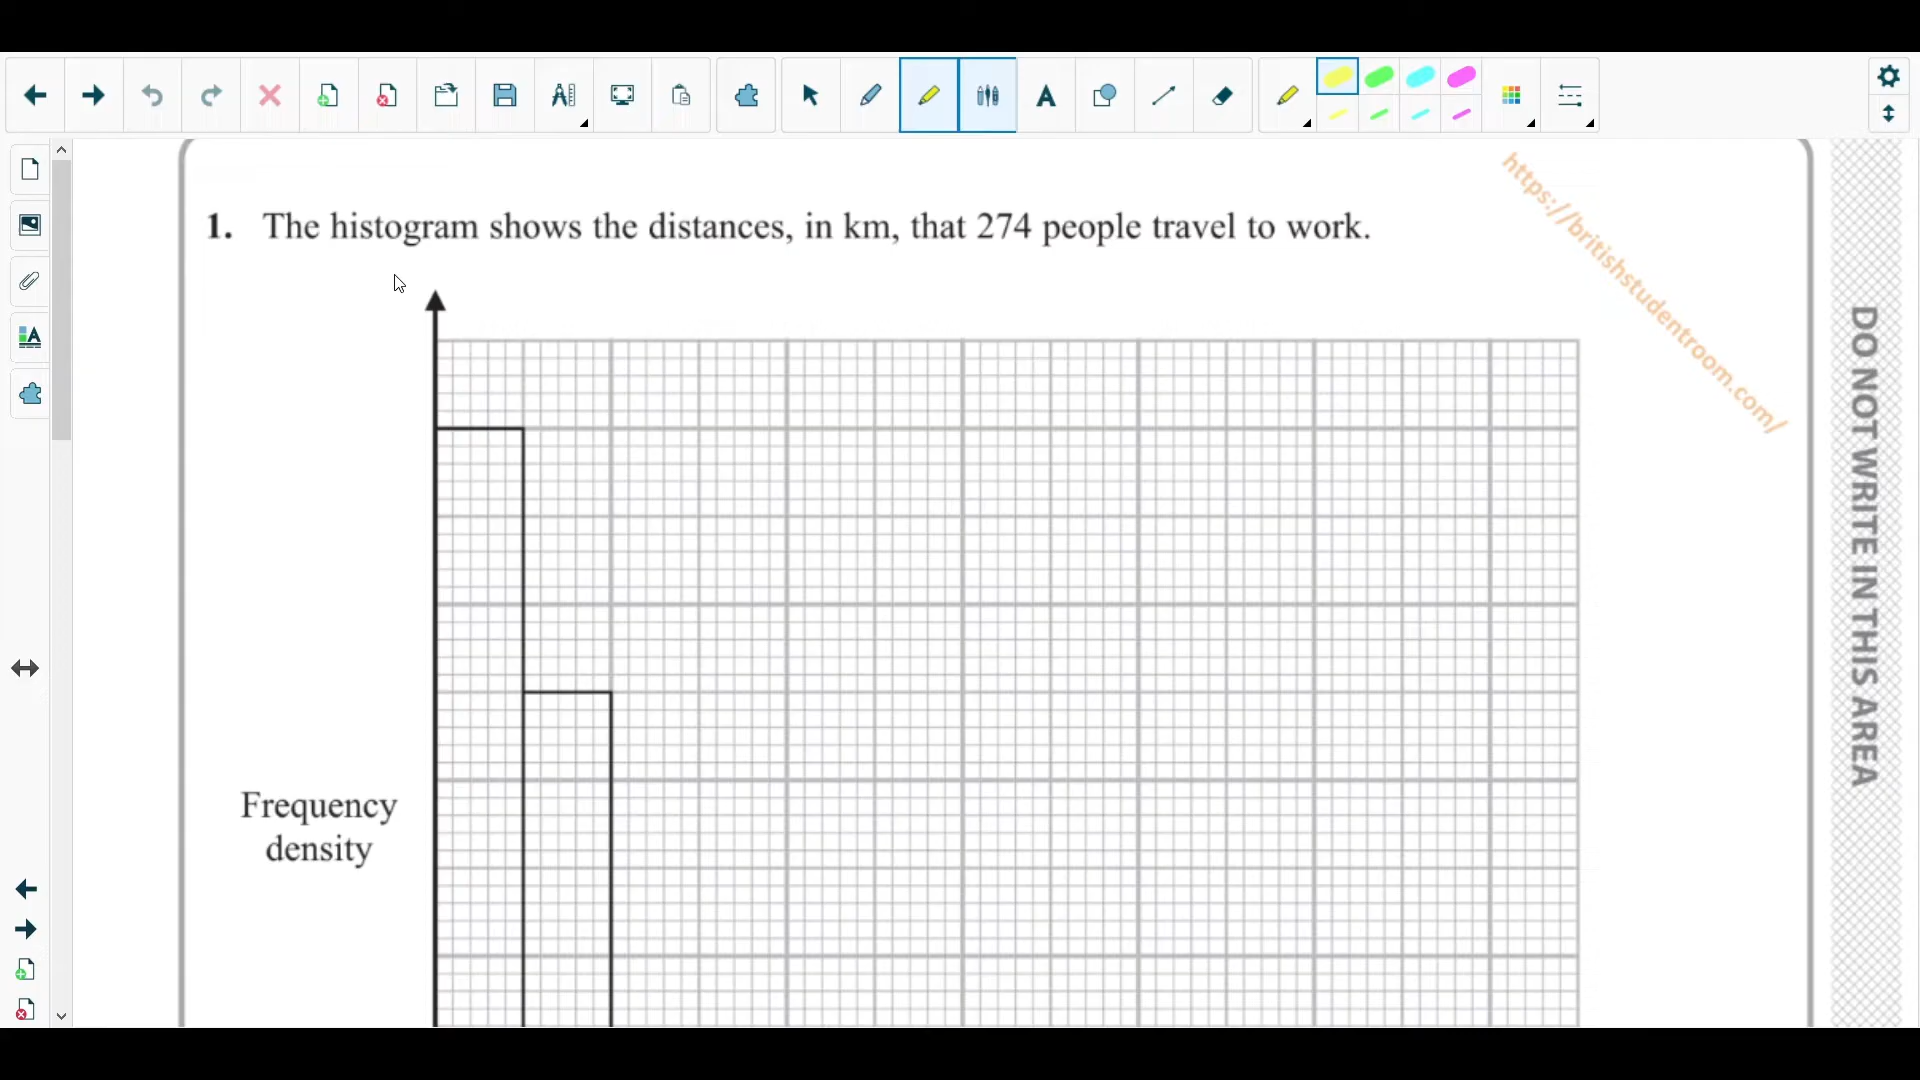 https://britishstudentroom.com/
1. The histogram shows the distances, in km, that 274 people travel to work.
Frequency
density
DO NOT WRITE IN THIS AREA